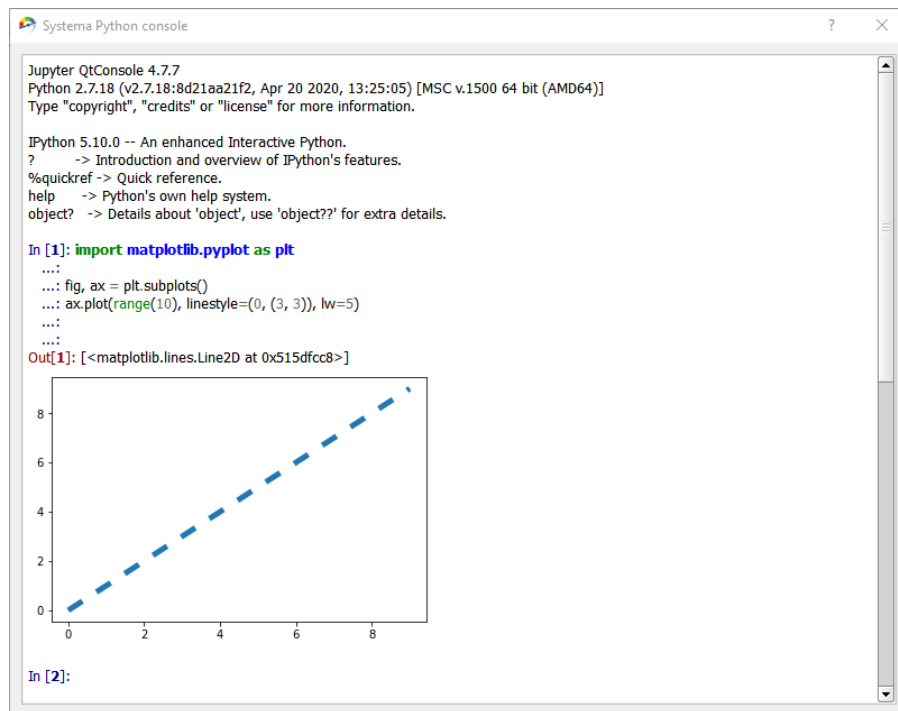 Systema Python console
?
Jupyter QtConsole 4.7.7
Python 2.7.18 (v2.7.18:8d21aa21f2, Apr 20 2020, 13:25:05) [MSC v.1500 64 bit (AMD64)]
Type "copyright", "credits" or "license" for more information.
IPython 5.10.0 -- An enhanced Interactive Python.
?         -> Introduction and overview of IPython's features.
%quickref -> Quick reference.
help      -> Python's own help system.
object?   -> Details about 'object', use 'object??' for extra details.
In [1]: import matplotlib.pyplot as plt
...:
...: fig, ax = plt.subplots()
...: ax.plot(range(10), linestyle=(0, (3, 3)), lw=5)
...:
...:
Out[1]: [<matplotlib.lines.Line2D at 0x515dfcc8>]
8
6
4
2
0
0 2 4 6 8
In [2]: